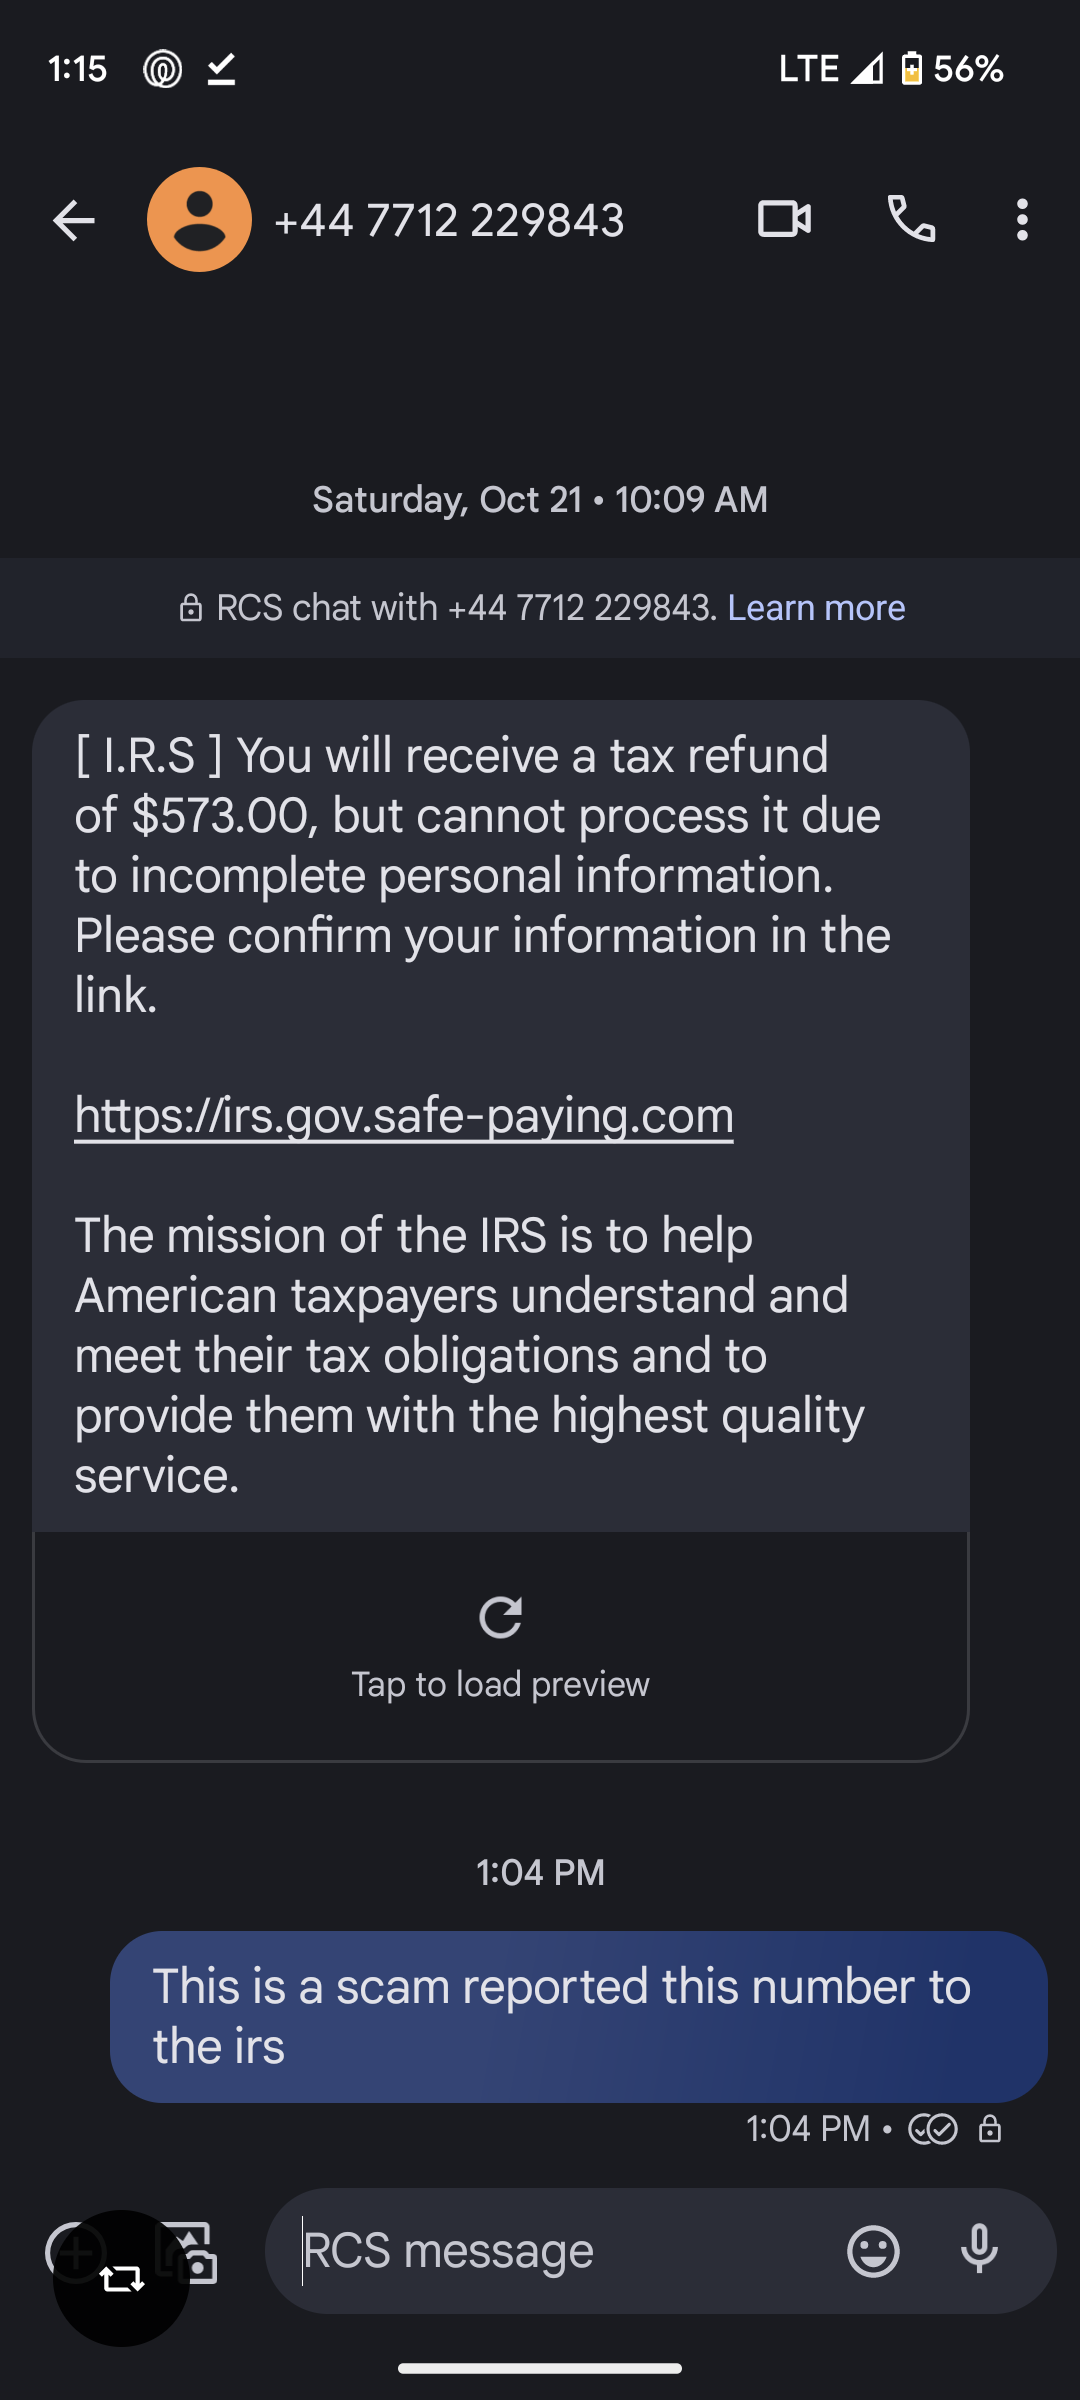 1:15
LTE 56%
+44 7712 229843
Saturday, Oct 21 • 10:09 AM
RCS chat with +44 7712 229843. Learn more
[ I.R.S ] You will receive a tax refund
of $573.00, but cannot process it due
to incomplete personal information.
Please confirm your information in the
link.
https://irs.gov.safe-paying.com
The mission of the IRS is to help
American taxpayers understand and
meet their tax obligations and to
provide them with the highest quality
service.
Tap to load preview
1:04 PM
This is a scam reported this number to
the irs
1:04 PM •
RCS message